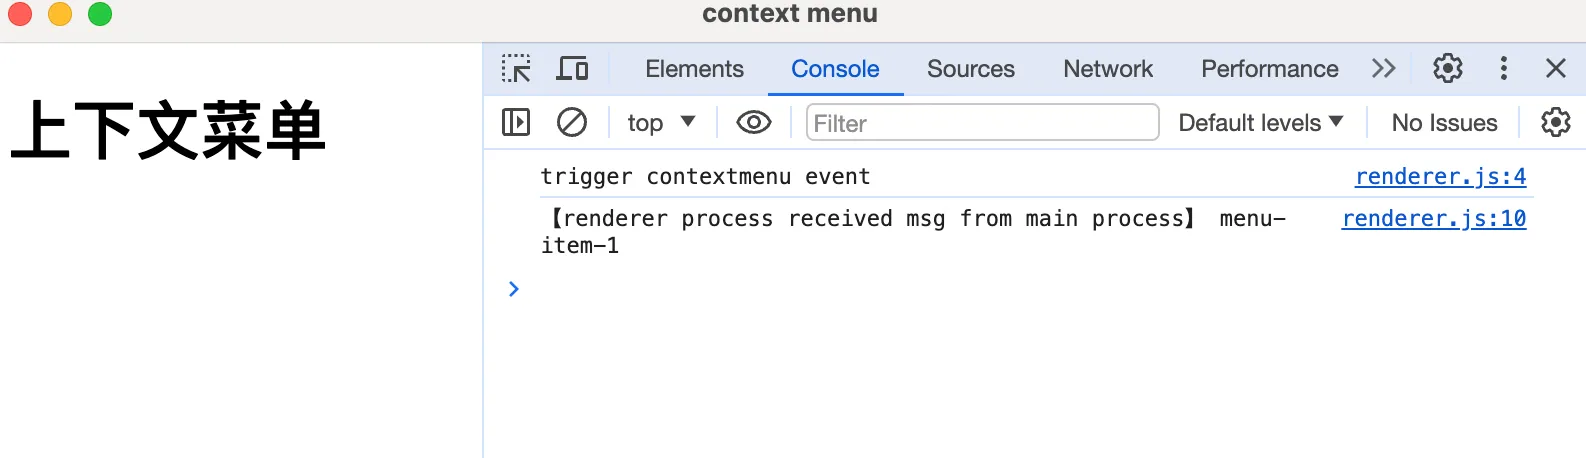 context menu
上下文菜单
Elements Console Sources Network Performance
top Filter Default levels No Issues
trigger contextmenu event renderer.js:4
【renderer process received msg from main process】 menu- renderer.js:10
item-1